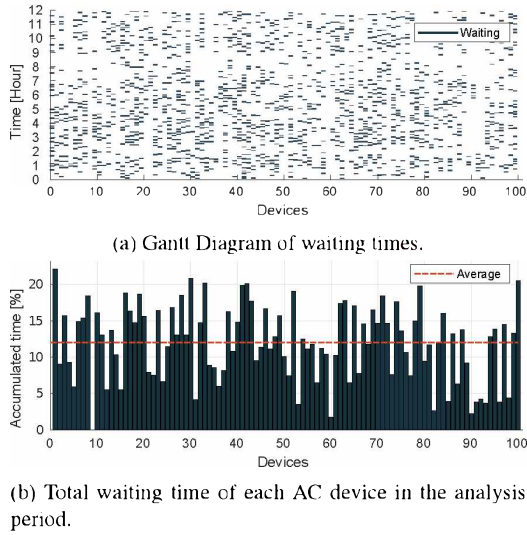 12
11
10
9
8
7
6
5
4
3
2
1
0
Time [Hour]
Waiting
0 10 20 30 40 50 60 70 80 90 100
Devices
(a) Gantt Diagram of waiting times.
20
15
10
5
0
Accumulated time [%]
Average
0 10 20 30 40 50 60 70 80 90 100
Devices
(b) Total waiting time of each AC device in the analysis
period.